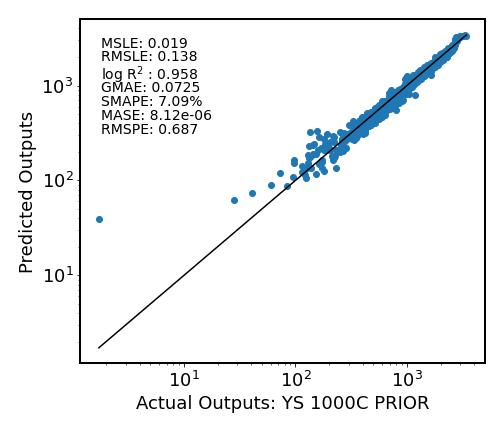 MSLE: 0.019
RMSLE: 0.138
log R² : 0.958
GMAE: 0.0725
SMAPE: 7.09%
MASE: 8.12e-06
RMSPE: 0.687
10³
10²
10¹
Predicted Outputs
10¹ 10² 10³
Actual Outputs: YS 1000C PRIOR